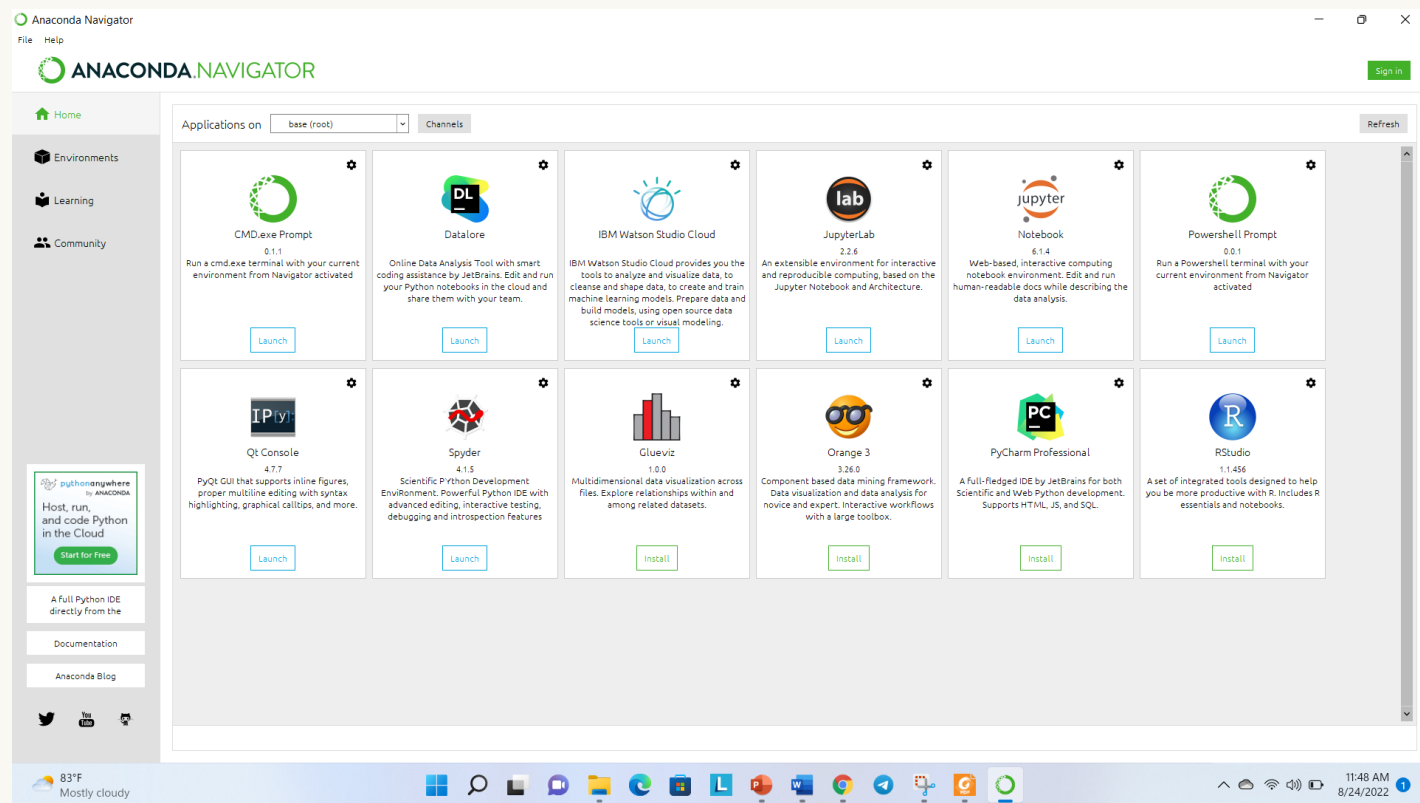 Anaconda Navigator
File Help
ANACONDA.NAVIGATOR
Sign in
Home
Environments
Learning
Community
Applications on base (root) Channels
Refresh
DL
CMD.exe Prompt
0.1.1
Run a cmd.exe terminal with your current
environment from Navigator activated
Launch
Datalore
Online Data Analysis Tool with smart
coding assistance by JetBrains. Edit and run
your Python notebooks in the cloud and
share them with your team.
Launch
IBM Watson Studio Cloud
IBM Watson Studio Cloud provides you the
tools to analyze and visualize data, to
cleanse and shape data, to create and train
machine learning models. Prepare data and
build models, using open source data
science tools or visual modeling.
Launch
lab
JupyterLab
2.2.6
An extensible environment for interactive
and reproducible computing, based on the
Jupyter Notebook and Architecture.
Launch
jupyter
Notebook
6.1.4
Web-based, interactive computing
notebook environment. Edit and run
human-readable docs while describing the
data analysis.
Launch
Powershell Prompt
0.0.1
Run a Powershell terminal with your
current environment from Navigator
activated
Launch
IP[y]:
Qt Console
4.7.7
PyQt GUI that supports inline figures,
proper multiline editing with syntax
highlighting, graphical calltips, and more.
Launch
Spyder
4.1.5
Scientific PYthon Development
EnviRonment. Powerful Python IDE with
advanced editing, interactive testing,
debugging and introspection features
Launch
Glueviz
1.0.0
Multidimensional data visualization across
files. Explore relationships within and
among related datasets.
Install
Orange 3
3.26.0
Component based data mining framework.
Data visualization and data analysis for
novice and expert. Interactive workflows
with a large toolbox.
Install
PC
PyCharm Professional
A full-fledged IDE by JetBrains for both
Scientific and Web Python development.
Supports HTML, JS, and SQL.
Install
R
RStudio
1.1.456
A set of integrated tools designed to help
you be more productive with R. Includes R
essentials and notebooks.
Install
pythonanywhere
by ANACONDA
Host, run,
and code Python
in the Cloud
Start for Free
A full Python IDE
directly from the
Documentation
Anaconda Blog
You
Tube
83°F
Mostly cloudy
L
P
W
11:48 AM
8/24/2022
1